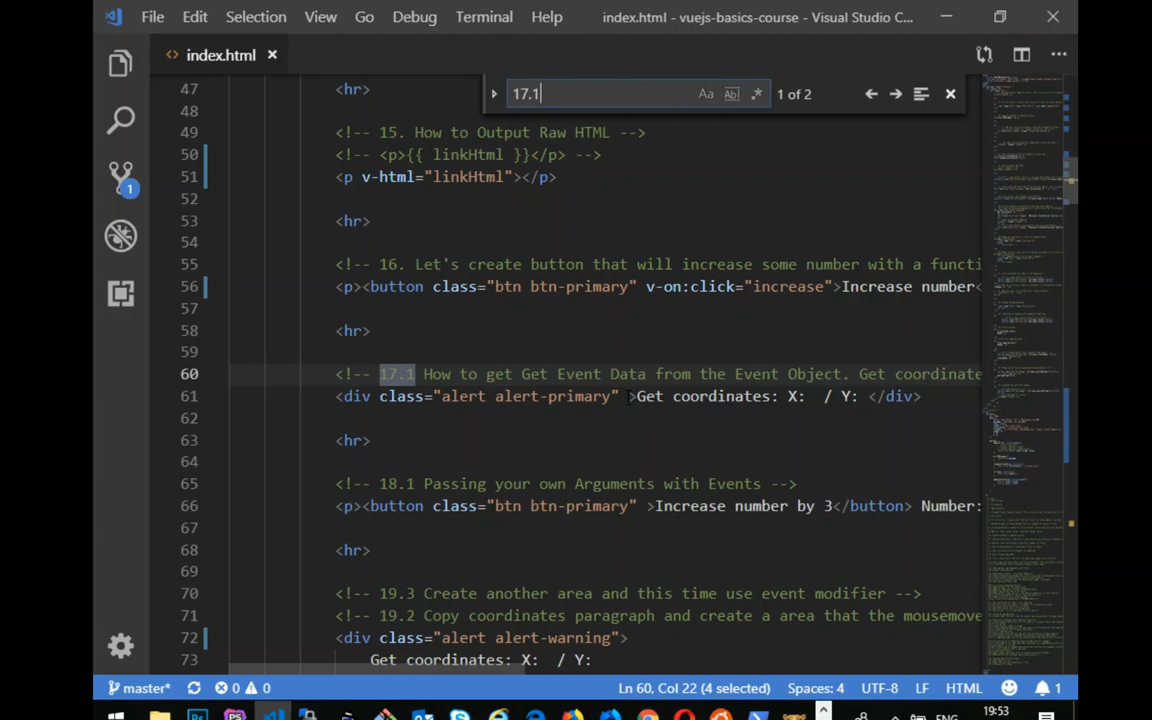 File Edit Selection View Go Debug Terminal Help index.html - vuejs-basics-course - Visual Studio C...
<> index.html
17.1 Aa Abl .* 1 of 2
47 <hr>
48
49 <!-- 15. How to Output Raw HTML -->
50 <!-- <p>{{ linkHtml }}</p> -->
51 <p v-html="linkHtml"></p>
52
53 <hr>
54
55 <!-- 16. Let's create button that will increase some number with a functi
56 <p><button class="btn btn-primary" v-on:click="increase">Increase number<
57
58 <hr>
59
60 <!-- 17.1 How to get Get Event Data from the Event Object. Get coordinate
61 <div class="alert alert-primary" >Get coordinates: X:  / Y: </div>
62
63 <hr>
64
65 <!-- 18.1 Passing your own Arguments with Events -->
66 <p><button class="btn btn-primary" >Increase number by 3</button> Number:
67
68 <hr>
69
70 <!-- 19.3 Create another area and this time use event modifier -->
71 <!-- 19.2 Copy coordinates paragraph and create a area that the mousemove
72 <div class="alert alert-warning">
73 Get coordinates: X:  / Y:
1
master* 0 0 Ln 60, Col 22 (4 selected) Spaces: 4 UTF-8 LF HTML 1
19:53